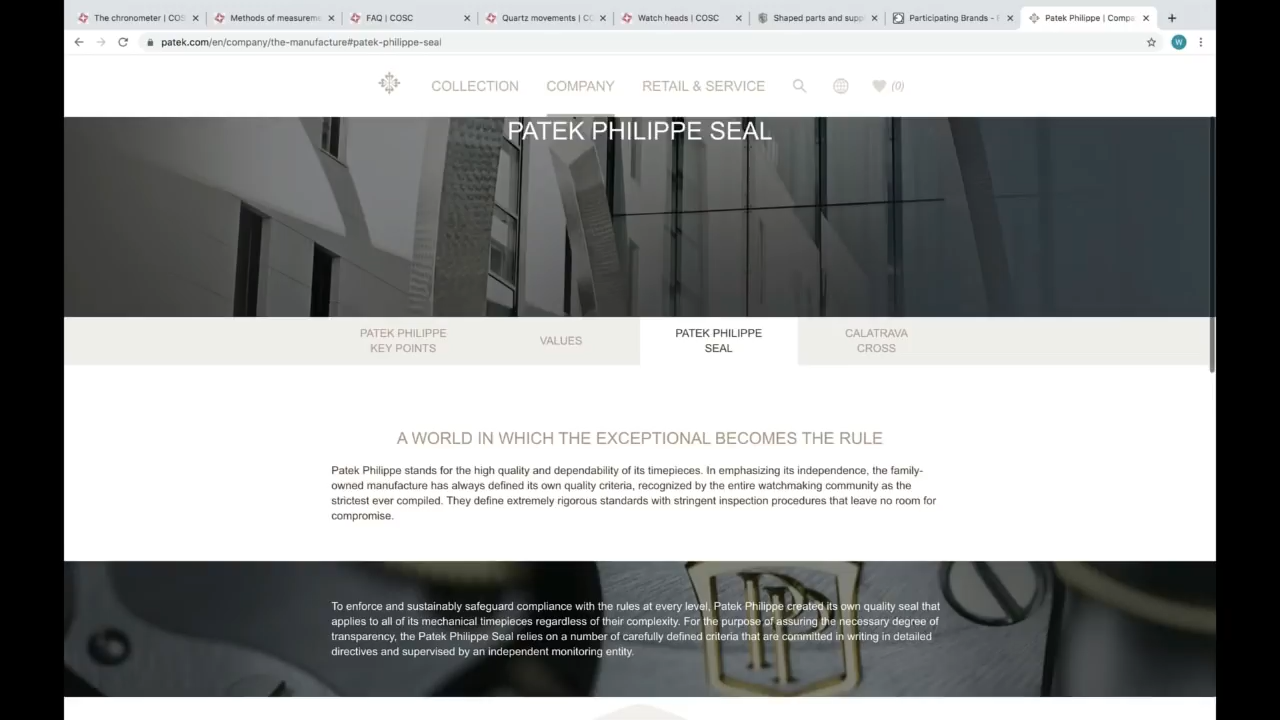 The chronometer | COS
Methods of measureme
FAQ | COSC
Quartz movements | CO
Watch heads | COSC
Shaped parts and supp
Participating Brands -
Patek Philippe | Compa
patek.com/en/company/the-manufacture#patek-philippe-seal
W
COLLECTION COMPANY RETAIL & SERVICE (0)
PATEK PHILIPPE SEAL
PATEK PHILIPPE
KEY POINTS
VALUES
PATEK PHILIPPE
SEAL
CALATRAVA
CROSS
A WORLD IN WHICH THE EXCEPTIONAL BECOMES THE RULE
Patek Philippe stands for the high quality and dependability of its timepieces. In emphasizing its independence, the family-
owned manufacture has always defined its own quality criteria, recognized by the entire watchmaking community as the
strictest ever compiled. They define extremely rigorous standards with stringent inspection procedures that leave no room for
compromise.
To enforce and sustainably safeguard compliance with the rules at every level, Patek Philippe created its own quality seal that
applies to all of its mechanical timepieces regardless of their complexity. For the purpose of assuring the necessary degree of
transparency, the Patek Philippe Seal relies on a number of carefully defined criteria that are committed in writing in detailed
directives and supervised by an independent monitoring entity.
PP